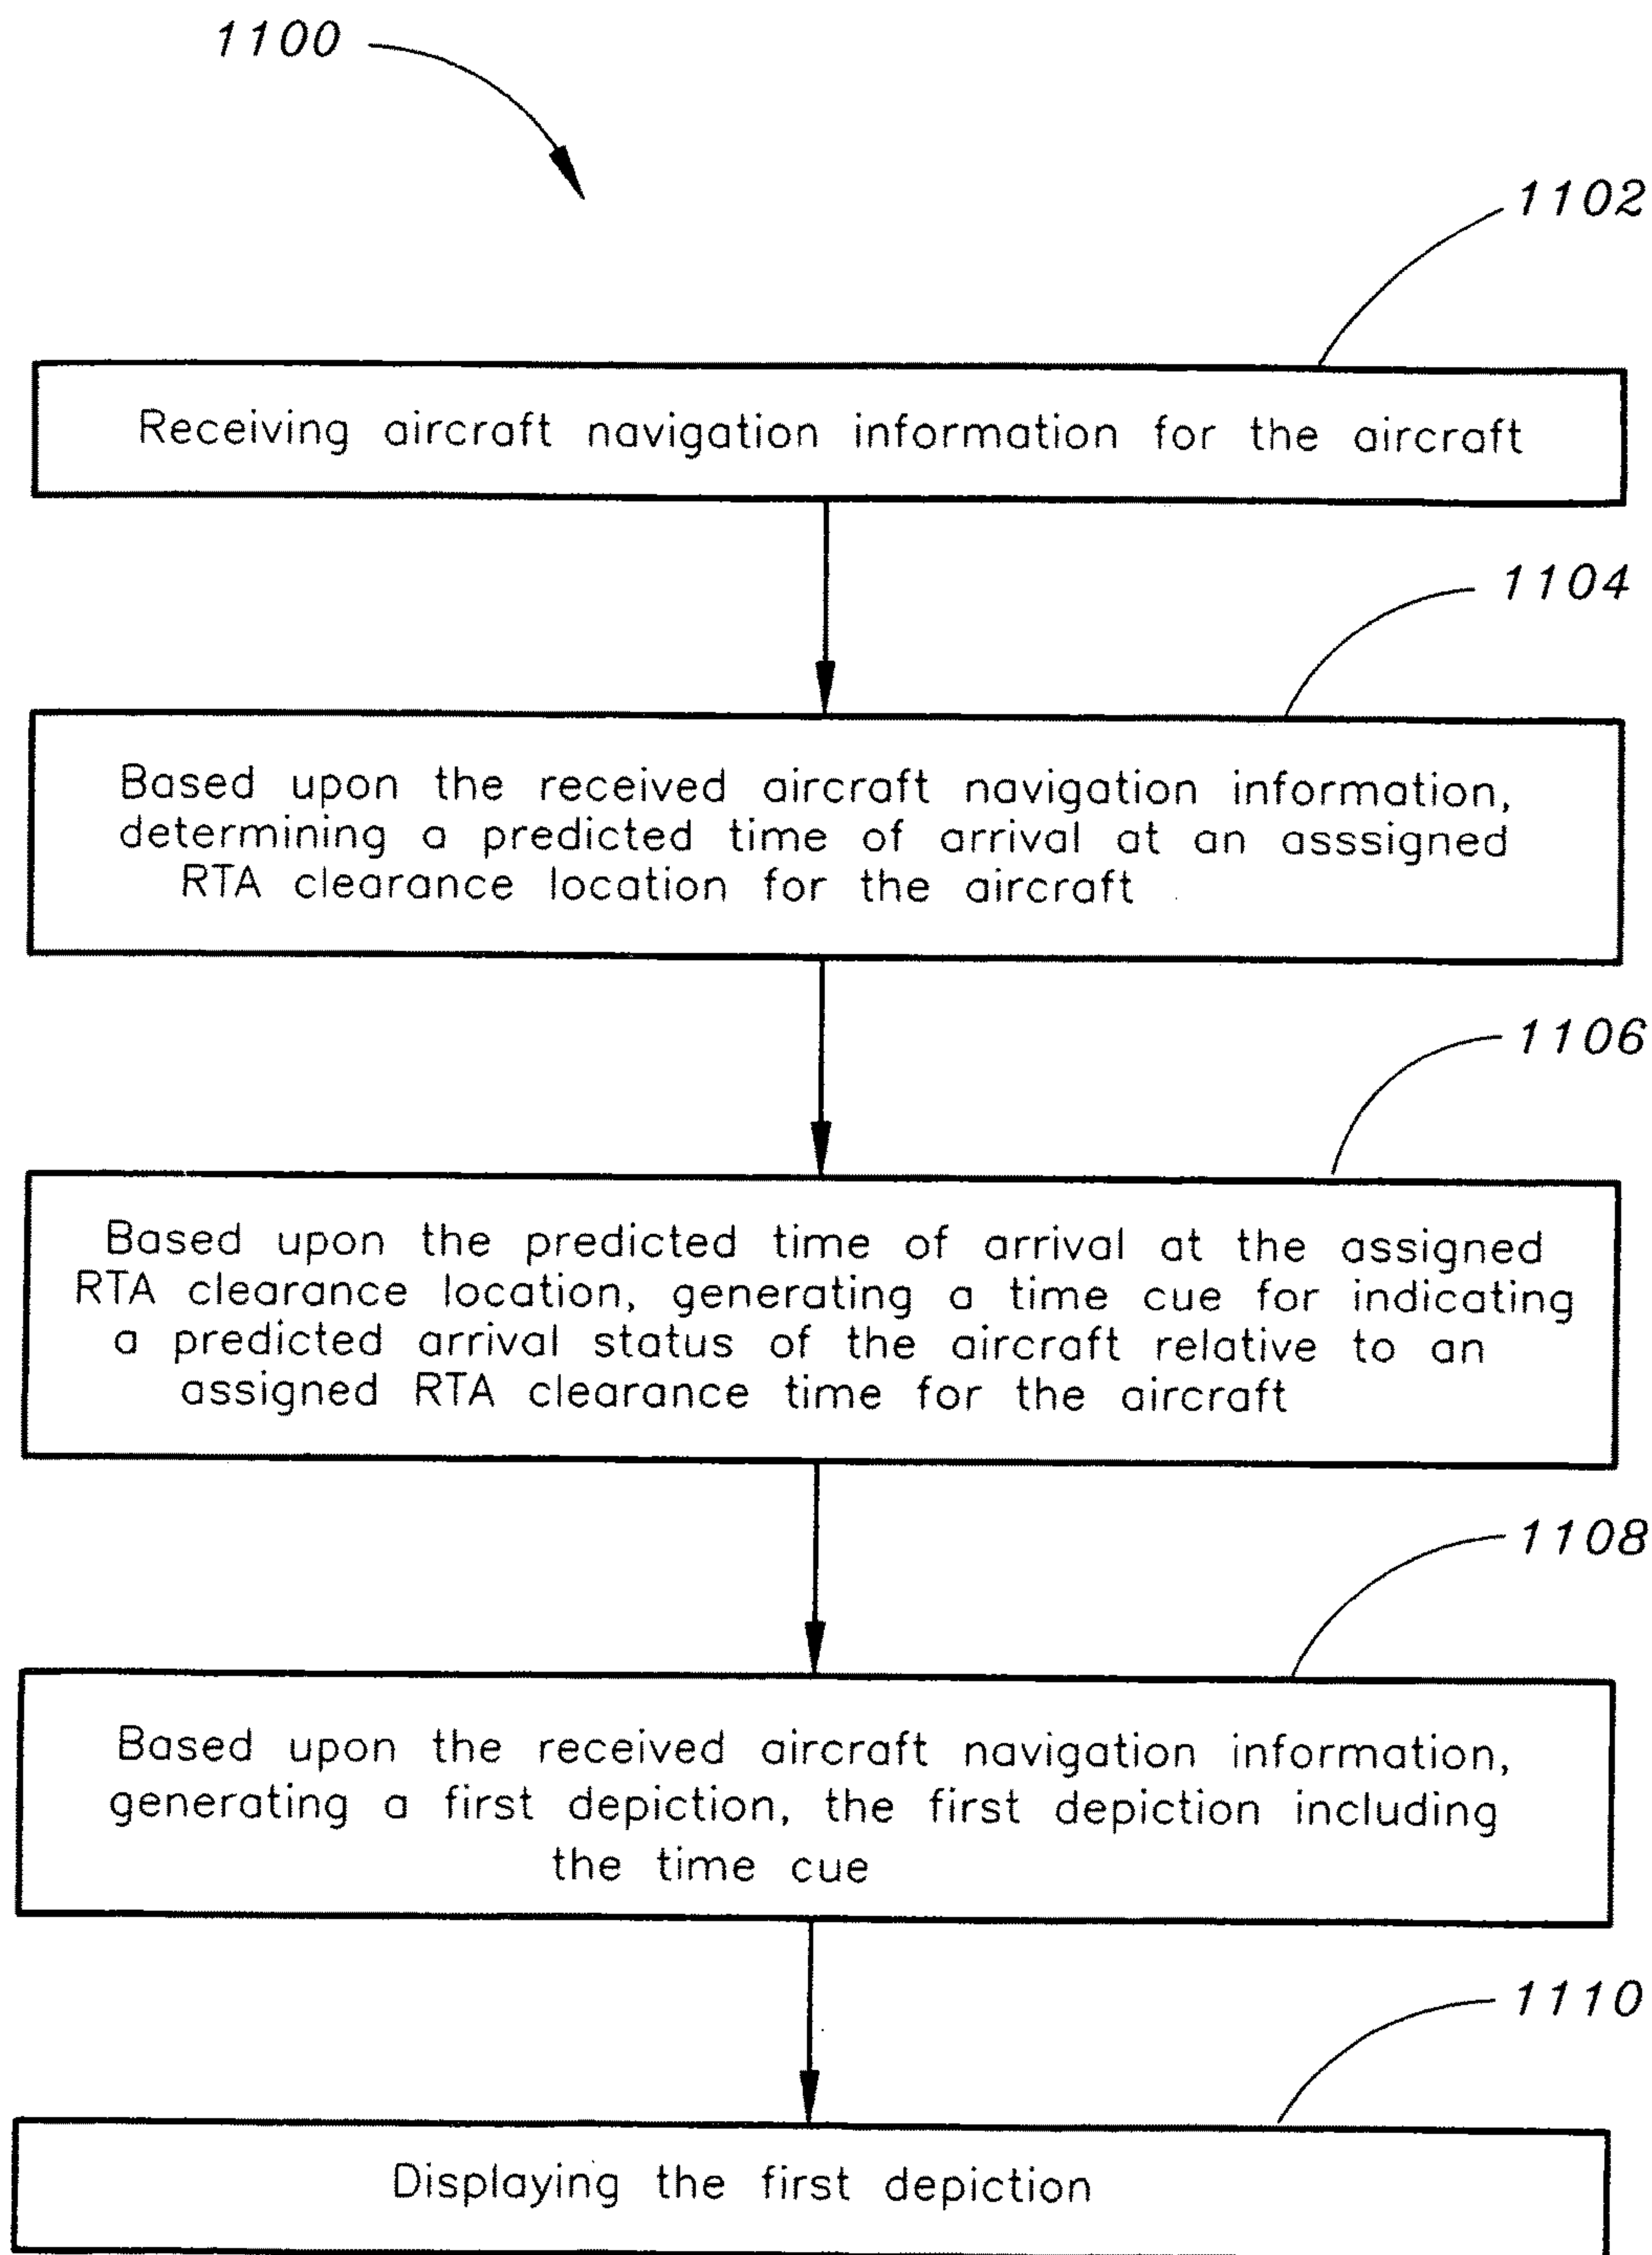 1100
1102
Receiving aircraft navigation information for the aircraft
1104
Based upon the received aircraft navigation information,
determining a predicted time of arrival at an asssigned
RTA clearance location for the aircraft
1106
Based upon the predicted time of arrival at the assigned
RTA clearance location, generating a time cue for indicating
a predicted arrival status of the aircraft relative to an
assigned RTA clearance time for the aircraft
1108
Based upon the received aircraft navigation information,
generating a first depiction, the first depiction including
the time cue
1110
Displaying the first depiction